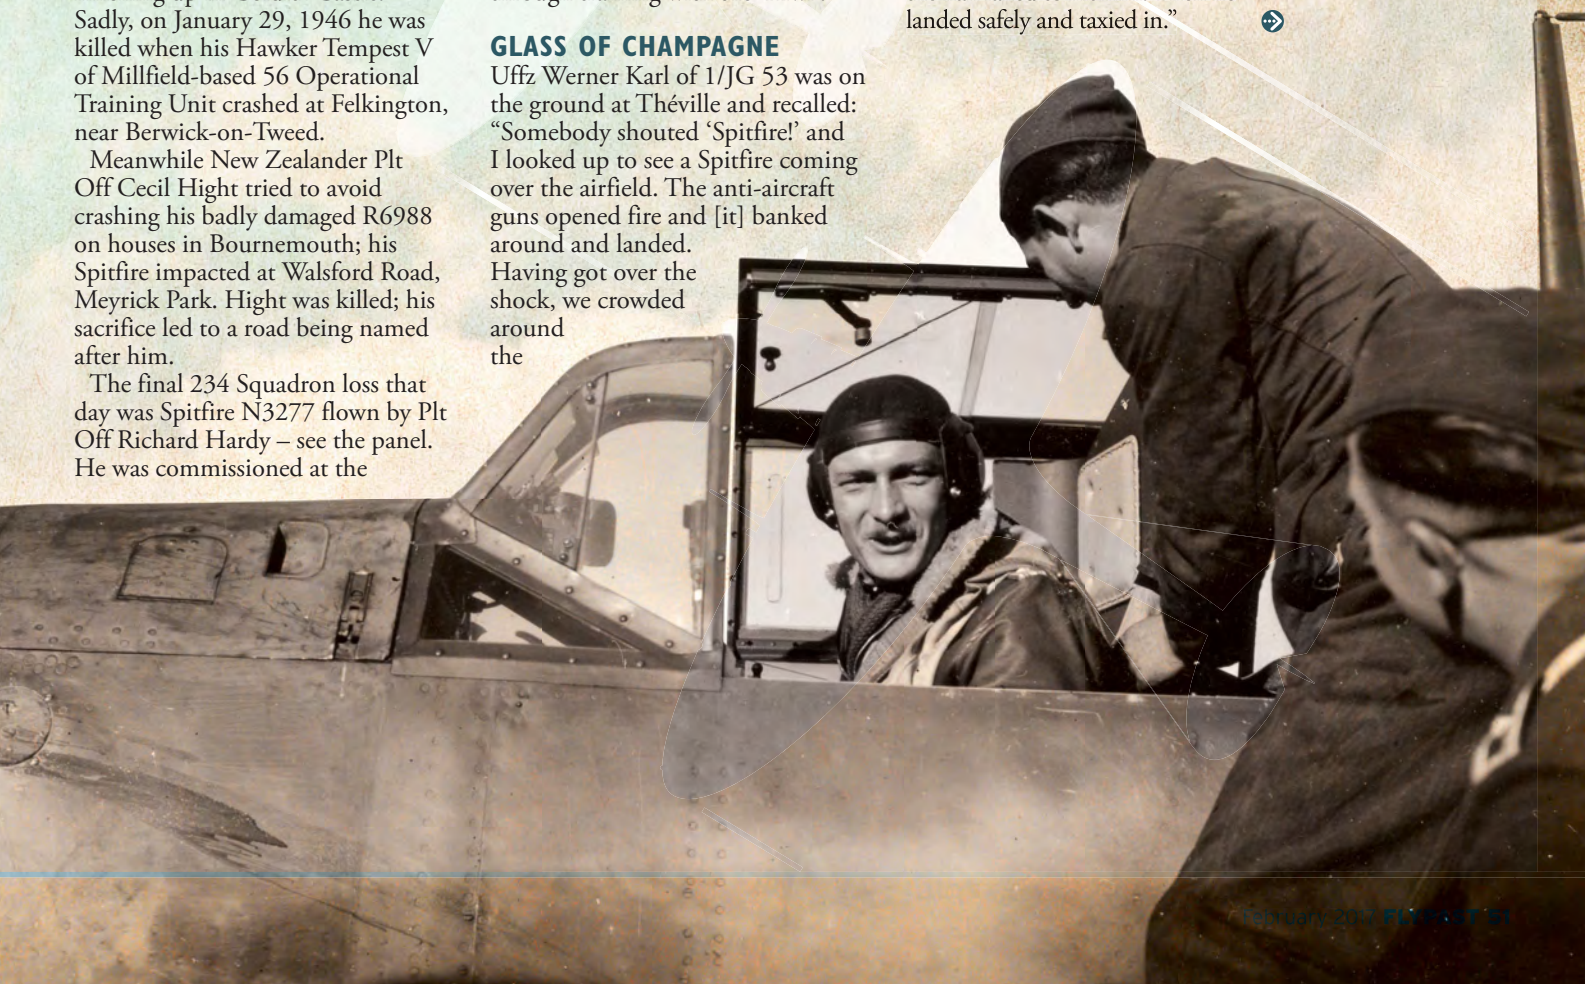 Sadly, on January 29, 1946 he was
killed when his Hawker Tempest V
of Millfield-based 56 Operational
Training Unit crashed at Felkington,
near Berwick-on-Tweed.
Meanwhile New Zealander Plt
Off Cecil Hight tried to avoid
crashing his badly damaged R6988
on houses in Bournemouth; his
Spitfire impacted at Walsford Road,
Meyrick Park. Hight was killed; his
sacrifice led to a road being named
after him.
The final 234 Squadron loss that
day was Spitfire N3277 flown by Plt
Off Richard Hardy – see the panel.
He was commissioned at the
GLASS OF CHAMPAGNE
Uffz Werner Karl of 1/JG 53 was on
the ground at Théville and recalled:
“Somebody shouted ‘Spitfire!’ and
I looked up to see a Spitfire coming
over the airfield. The anti-aircraft
guns opened fire and [it] banked
around and landed.
Having got over the
shock, we crowded
around
the
landed safely and taxied in.”
February 2017 FLYPAST 61